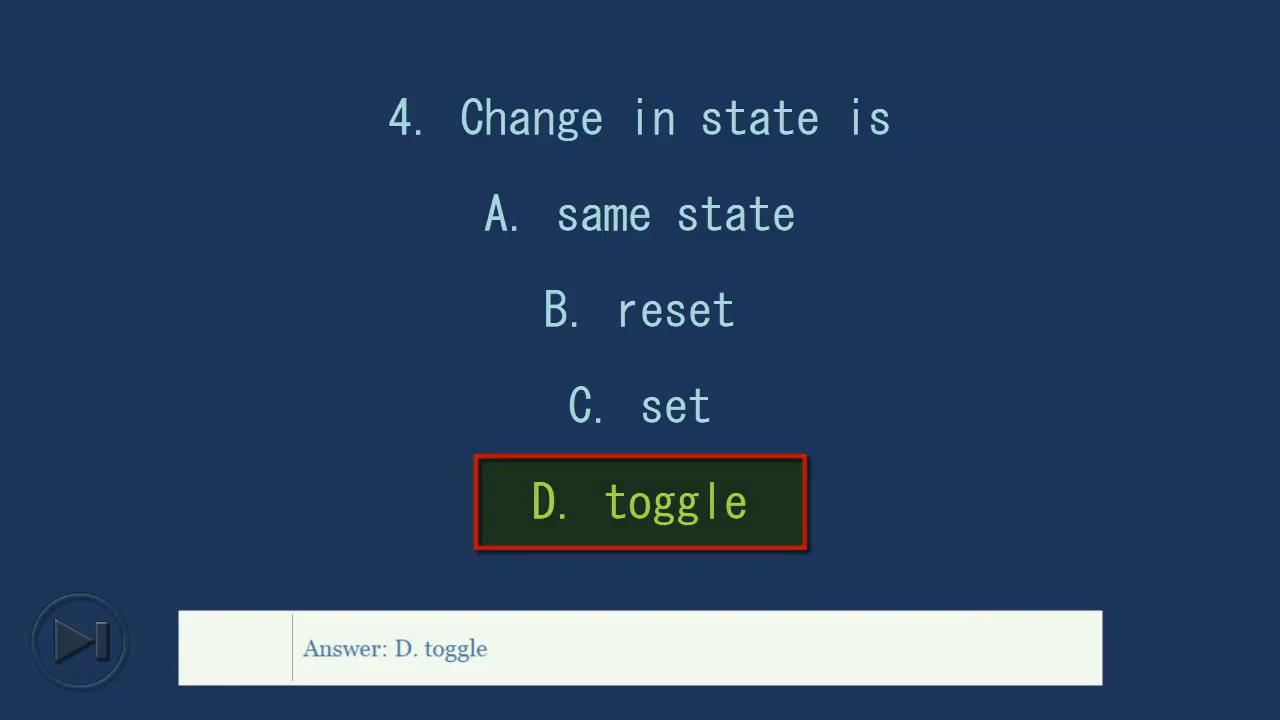 4. Change in state is
A. same state
B. reset
C. set
D. toggle
Answer: D. toggle